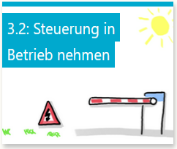 3.2: Steuerung in
Betrieb nehmen